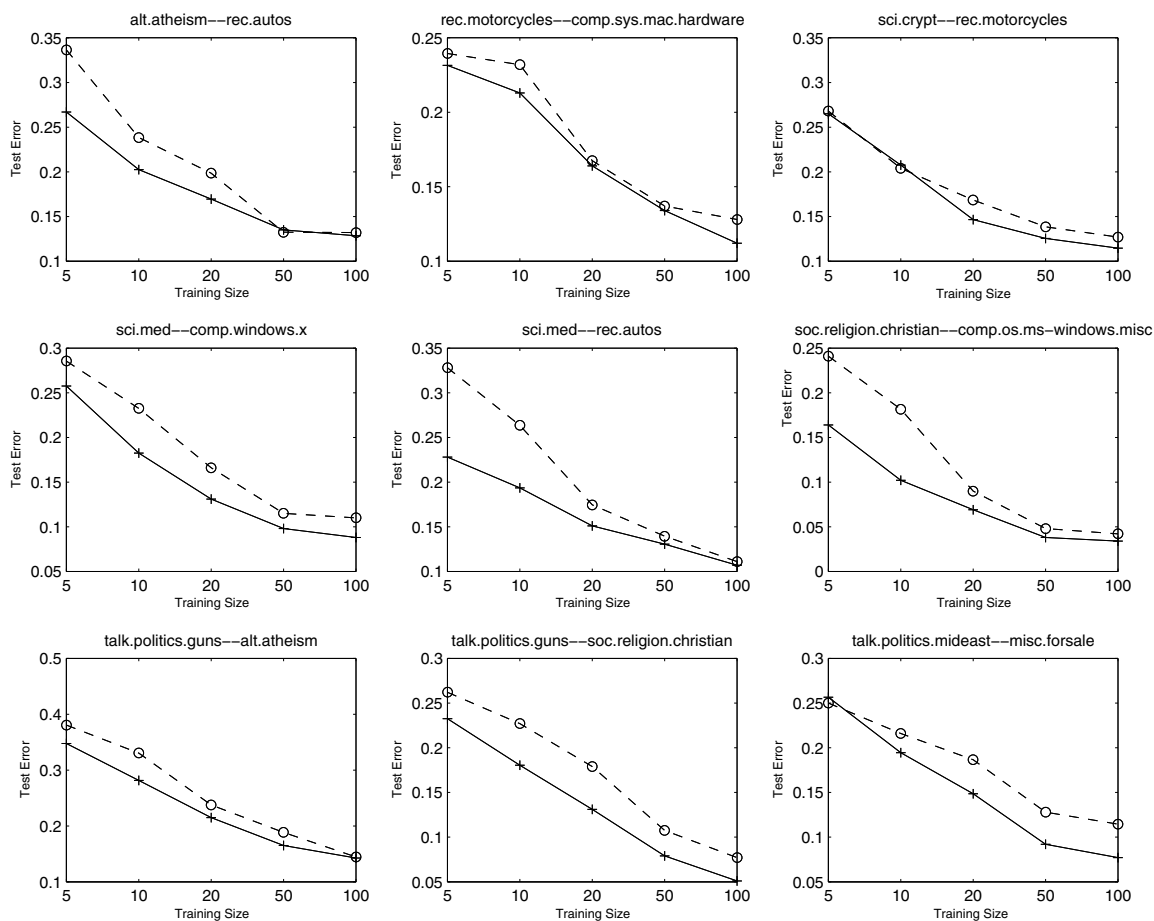 alt.atheism−−rec.autos
0.35
0.3
0.25
0.2
0.15
0.1
Test Error
5 10 20 50 100
Training Size
rec.motorcycles−−comp.sys.mac.hardware
0.25
0.2
0.15
0.1
Test Error
5 10 20 50 100
Training Size
sci.crypt−−rec.motorcycles
0.35
0.3
0.25
0.2
0.15
0.1
Test Error
5 10 20 50 100
Training Size
sci.med−−comp.windows.x
0.3
0.25
0.2
0.15
0.1
0.05
Test Error
5 10 20 50 100
Training Size
sci.med−−rec.autos
0.35
0.3
0.25
0.2
0.15
0.1
Test Error
5 10 20 50 100
Training Size
soc.religion.christian−−comp.os.ms−windows.misc
0.25
0.2
0.15
0.1
0.05
0
Test Error
5 10 20 50 100
Training Size
talk.politics.guns−−alt.atheism
0.5
0.4
0.3
0.2
0.1
Test Error
5 10 20 50 100
Training Size
talk.politics.guns−−soc.religion.christian
0.3
0.25
0.2
0.15
0.1
0.05
Test Error
5 10 20 50 100
Training Size
talk.politics.mideast−−misc.forsale
0.3
0.25
0.2
0.15
0.1
0.05
Test Error
5 10 20 50 100
Training Size